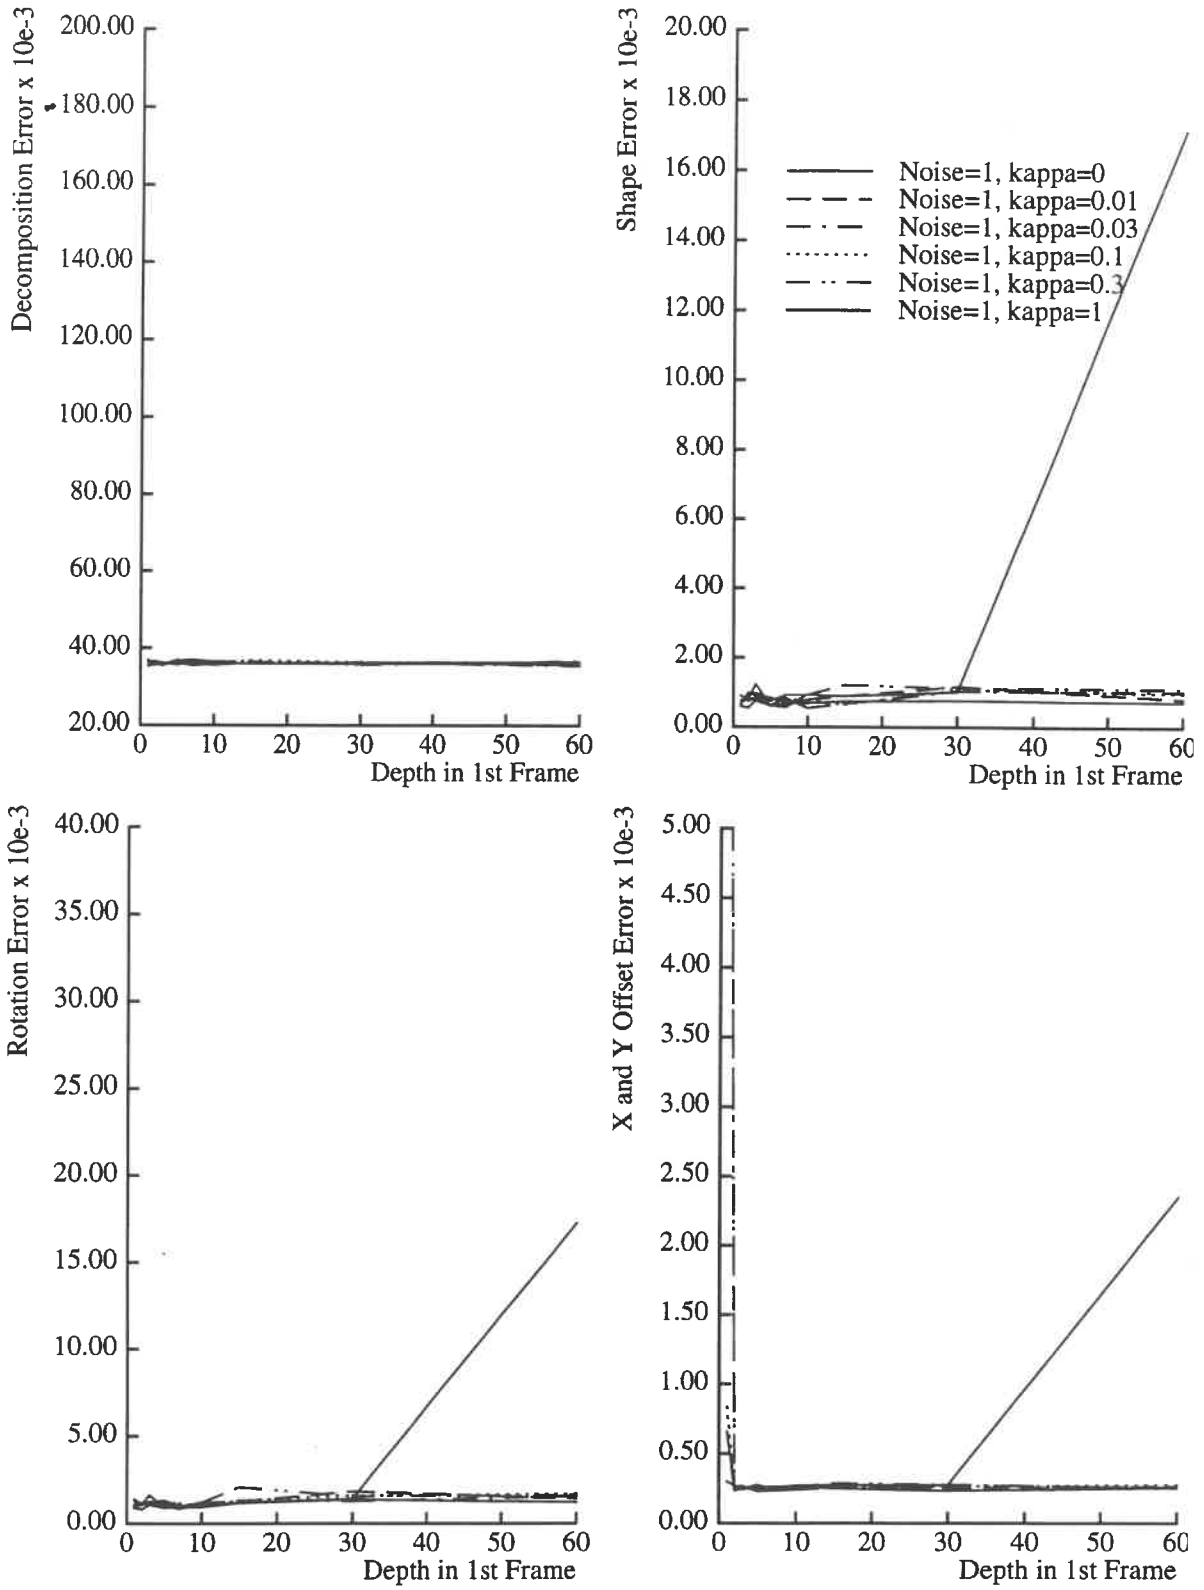 Decomposition Error x 10e-3
200.00
180.00
160.00
140.00
120.00
100.00
80.00
60.00
40.00
20.00
0 10 20 30 40 50 60
Depth in 1st Frame
Shape Error x 10e-3
20.00
18.00
16.00
14.00
12.00
10.00
8.00
6.00
4.00
2.00
0.00
Noise=1, kappa=0
Noise=1, kappa=0.01
Noise=1, kappa=0.03
Noise=1, kappa=0.1
Noise=1, kappa=0.3
Noise=1, kappa=1
0 10 20 30 40 50 60
Depth in 1st Frame
Rotation Error x 10e-3
40.00
35.00
30.00
25.00
20.00
15.00
10.00
5.00
0.00
0 10 20 30 40 50 60
Depth in 1st Frame
X and Y Offset Error x 10e-3
5.00
4.50
4.00
3.50
3.00
2.50
2.00
1.50
1.00
0.50
0.00
0 10 20 30 40 50 60
Depth in 1st Frame